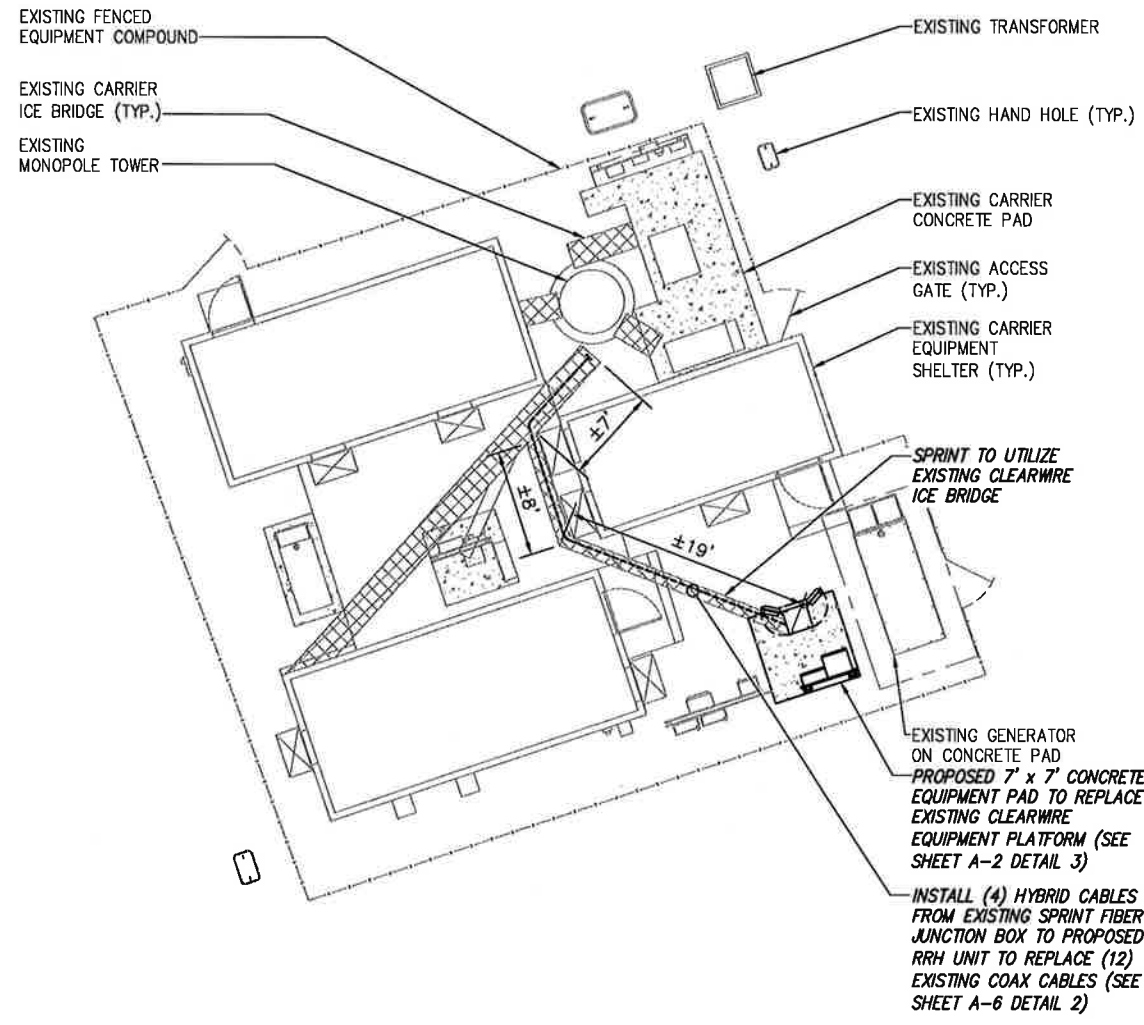 EXISTING FENCED
EQUIPMENT COMPOUND
EXISTING CARRIER
ICE BRIDGE (TYP.)
EXISTING
MONOPOLE TOWER
EXISTING TRANSFORMER
EXISTING HAND HOLE (TYP.)
EXISTING CARRIER
CONCRETE PAD
EXISTING ACCESS
GATE (TYP.)
EXISTING CARRIER
EQUIPMENT
SHELTER (TYP.)
±7'
±8'
±19'
SPRINT TO UTILIZE
EXISTING CLEARWIRE
ICE BRIDGE
EXISTING GENERATOR
ON CONCRETE PAD
PROPOSED 7' x 7' CONCRETE
EQUIPMENT PAD TO REPLACE
EXISTING CLEARWIRE
EQUIPMENT PLATFORM (SEE
SHEET A-2 DETAIL 3)
INSTALL (4) HYBRID CABLES
FROM EXISTING SPRINT FIBER
JUNCTION BOX TO PROPOSED
RRH UNIT TO REPLACE (12)
EXISTING COAX CABLES (SEE
SHEET A-6 DETAIL 2)